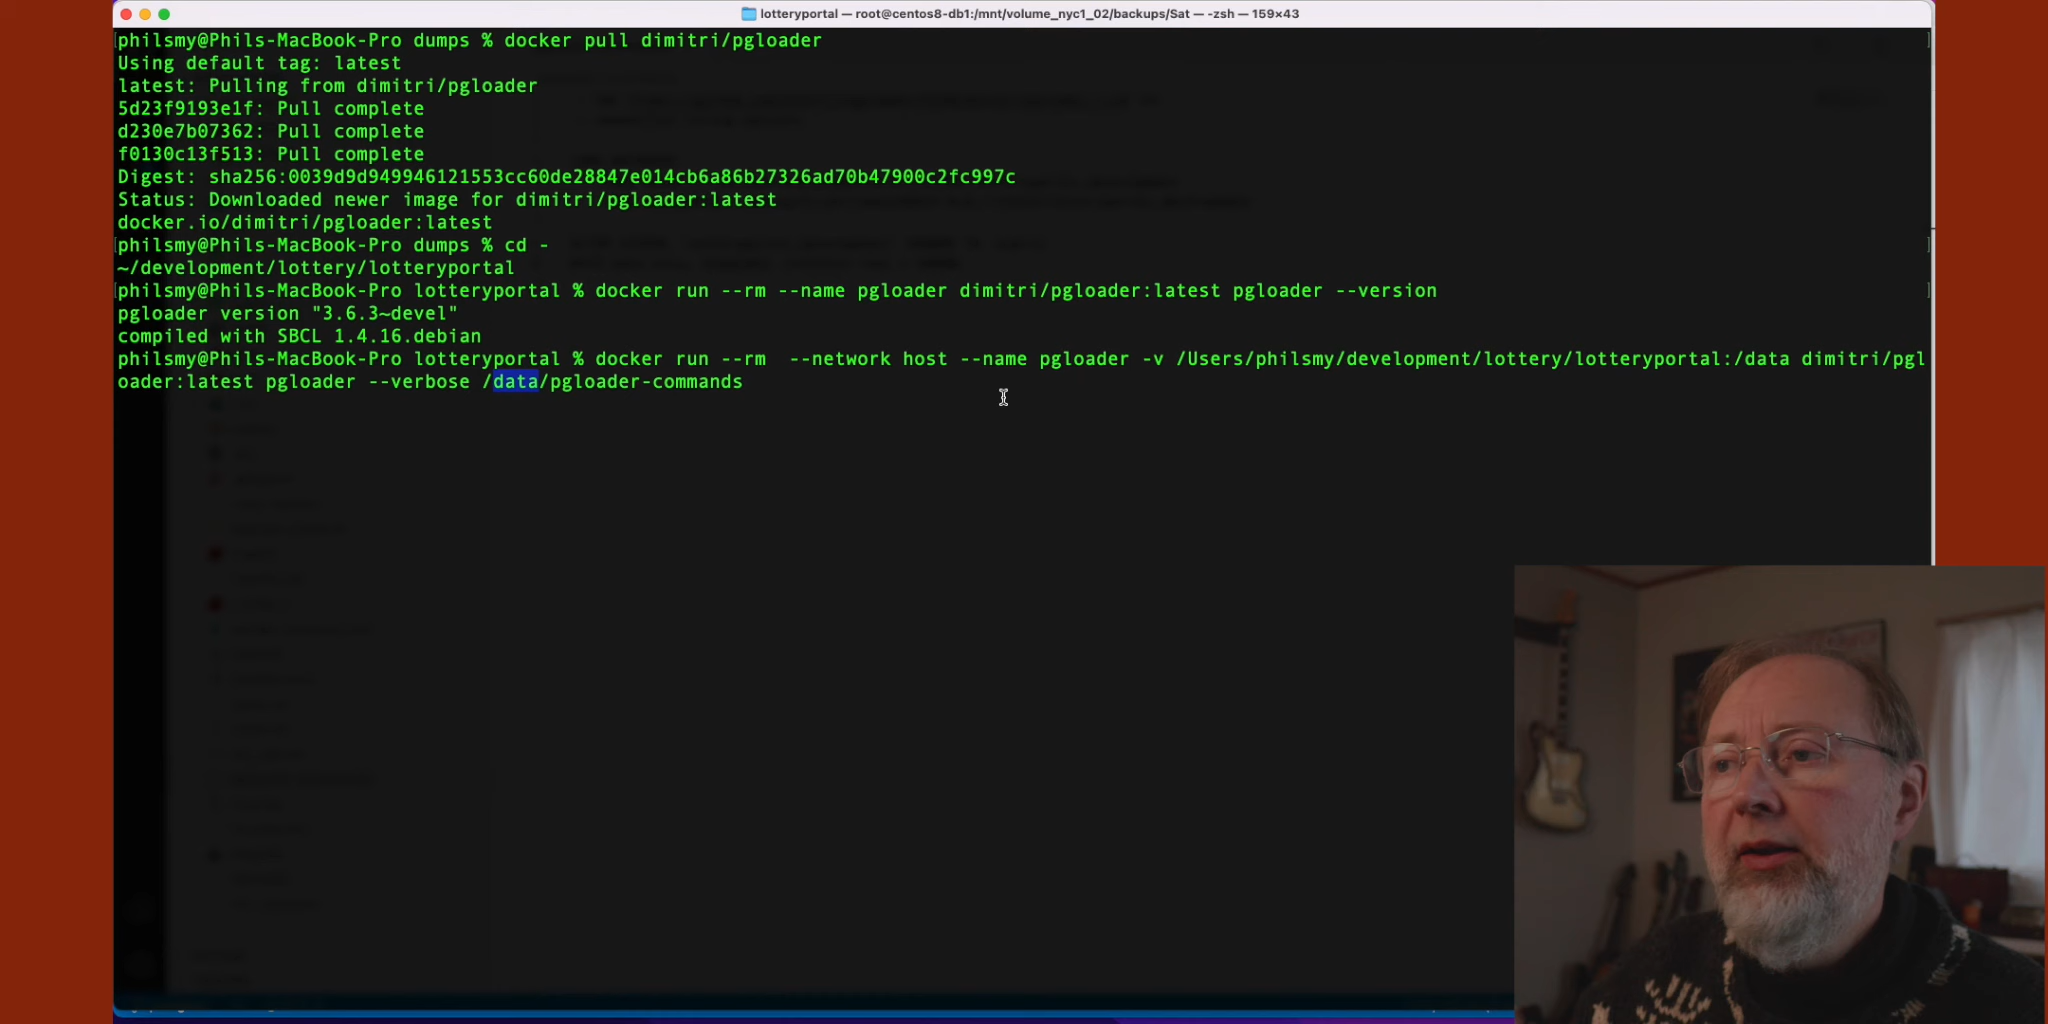 lotteryportal — root@centos8-db1:/mnt/volume_nyc1_02/backups/Sat — -zsh — 159×43
philsmy@Phils-MacBook-Pro dumps % docker pull dimitri/pgloader
Using default tag: latest
latest: Pulling from dimitri/pgloader
5d23f9193e1f: Pull complete
d230e7b07362: Pull complete
f0130c13f513: Pull complete
Digest: sha256:0039d9d949946121553cc60de28847e014cb6a86b27326ad70b47900c2fc997c
Status: Downloaded newer image for dimitri/pgloader:latest
docker.io/dimitri/pgloader:latest
philsmy@Phils-MacBook-Pro dumps % cd -
~/development/lottery/lotteryportal
philsmy@Phils-MacBook-Pro lotteryportal % docker run --rm --name pgloader dimitri/pgloader:latest pgloader --version
pgloader version "3.6.3~devel"
compiled with SBCL 1.4.16.debian
philsmy@Phils-MacBook-Pro lotteryportal % docker run --rm  --network host --name pgloader -v /Users/philsmy/development/lottery/lotteryportal:/data dimitri/pgl
oader:latest pgloader --verbose /data/pgloader-commands